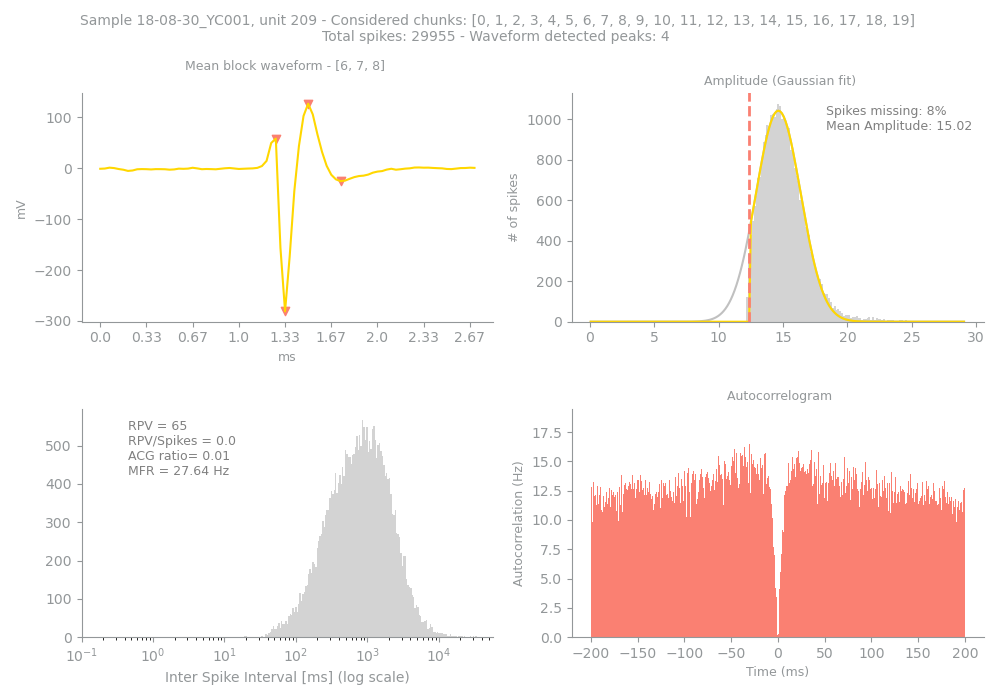 Sample 18-08-30_YC001, unit 209 - Considered chunks: [0, 1, 2, 3, 4, 5, 6, 7, 8, 9, 10, 11, 12, 13, 14, 15, 16, 17, 18, 19]
Total spikes: 29955 - Waveform detected peaks: 4
Mean block waveform - [6, 7, 8]
100
0
−100
−200
−300
mV
0.0 0.33 0.67 1.0 1.33 1.67 2.0 2.33 2.67
ms
Amplitude (Gaussian fit)
Spikes missing: 8%
Mean Amplitude: 15.02
1000
800
600
400
200
0
# of spikes
0 5 10 15 20 25 30
RPV = 65
RPV/Spikes = 0.0
ACG ratio= 0.01
MFR = 27.64 Hz
500
400
300
200
100
0
10⁻¹ 10⁰ 10¹ 10² 10³ 10⁴
Inter Spike Interval [ms] (log scale)
Autocorrelogram
17.5
15.0
12.5
10.0
7.5
5.0
2.5
0.0
Autocorrelation (Hz)
−200 −150 −100 −50 0 50 100 150 200
Time (ms)